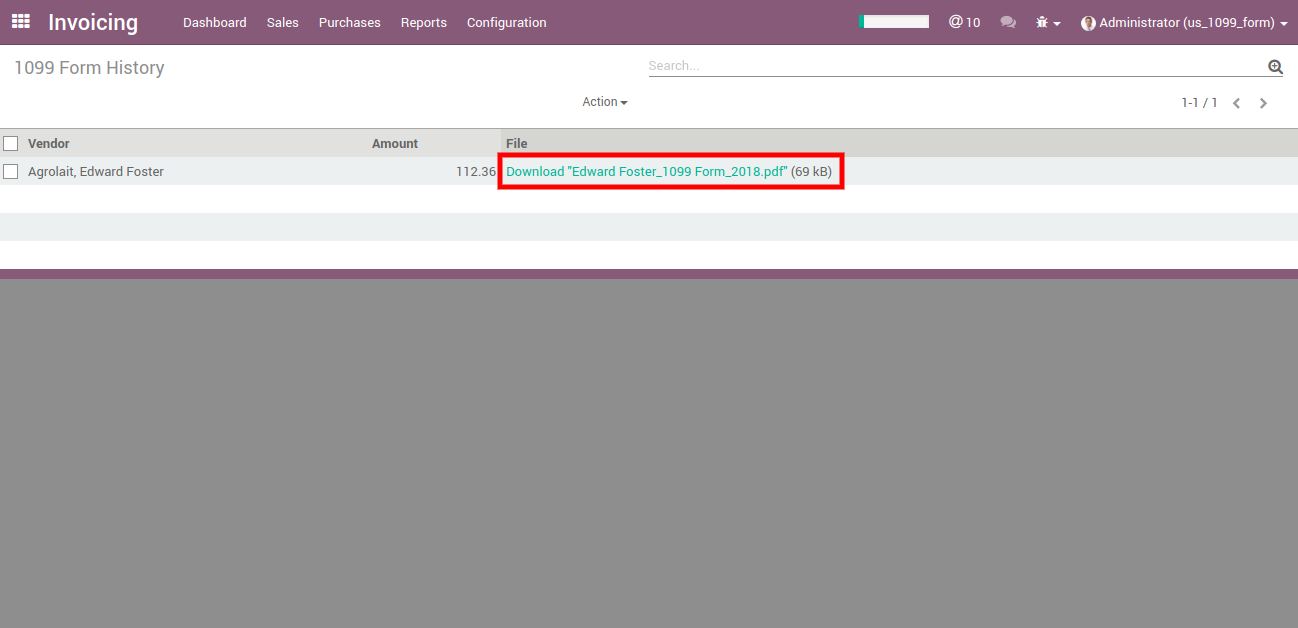 Invoicing Dashboard Sales Purchases Reports Configuration @ 10 Administrator (us_1099_form)
1099 Form History Search...
Action 1-1 / 1
Vendor Amount File
Agrolait, Edward Foster 112.36 Download "Edward Foster_1099 Form_2018.pdf" (69 kB)